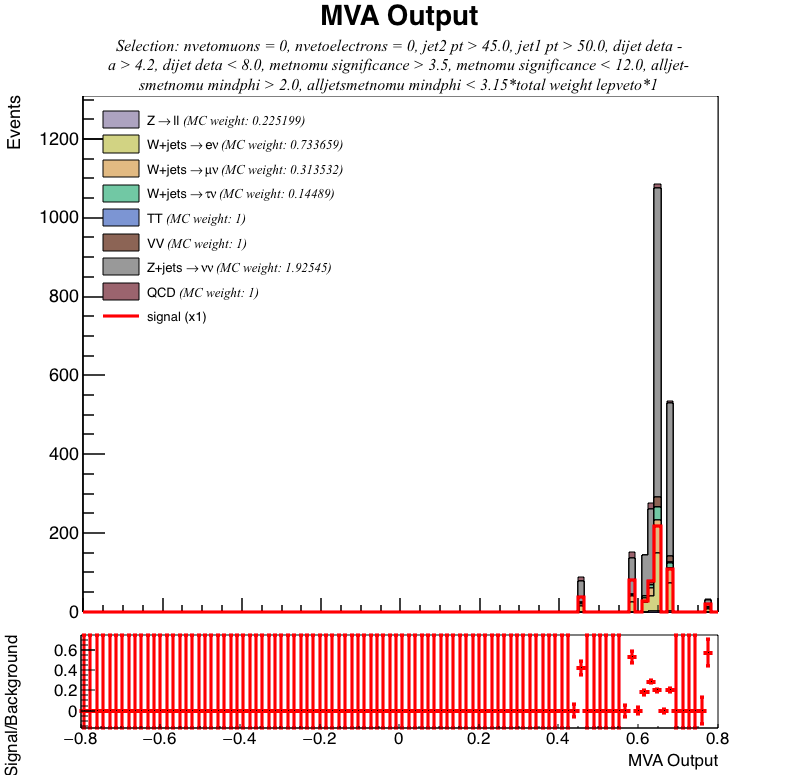 MVA Output
Selection: nvetomuons = 0, nvetoelectrons = 0, jet2 pt > 45.0, jet1 pt > 50.0, dijet deta -
a > 4.2, dijet deta < 8.0, metnomu significance > 3.5, metnomu significance < 12.0, alljet-
smetnomu mindphi > 2.0, alljetsmetnomu mindphi < 3.15*total weight lepveto*1
Events
1200
1000
800
600
400
200
0
Z → ll (MC weight: 0.225199)
W+jets → eν (MC weight: 0.733659)
W+jets → μν (MC weight: 0.313532)
W+jets → τν (MC weight: 0.14489)
TT (MC weight: 1)
VV (MC weight: 1)
Z+jets → νν (MC weight: 1.92545)
QCD (MC weight: 1)
signal (x1)
Signal/Background
0.6
0.4
0.2
0
−0.8 −0.6 −0.4 −0.2 0 0.2 0.4 0.6 0.8
MVA Output